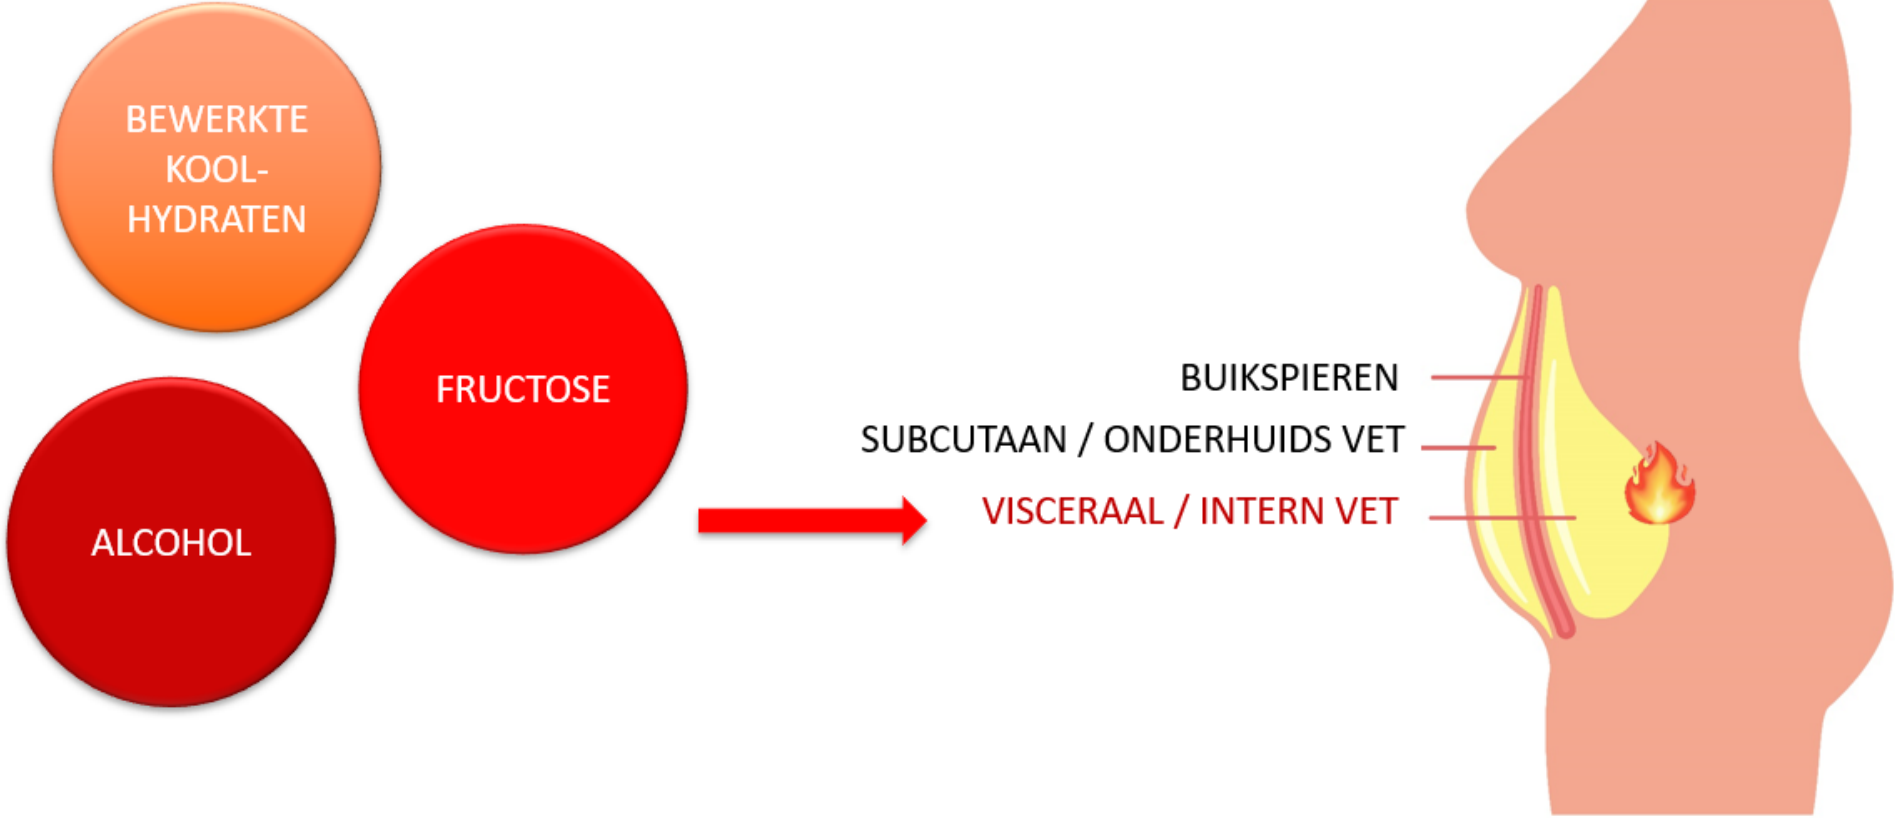 BEWERKTE
KOOL-
HYDRATEN
FRUCTOSE
ALCOHOL
BUIKSPIEREN
SUBCUTAAN / ONDERHUIDS VET
VISCERAAL / INTERN VET